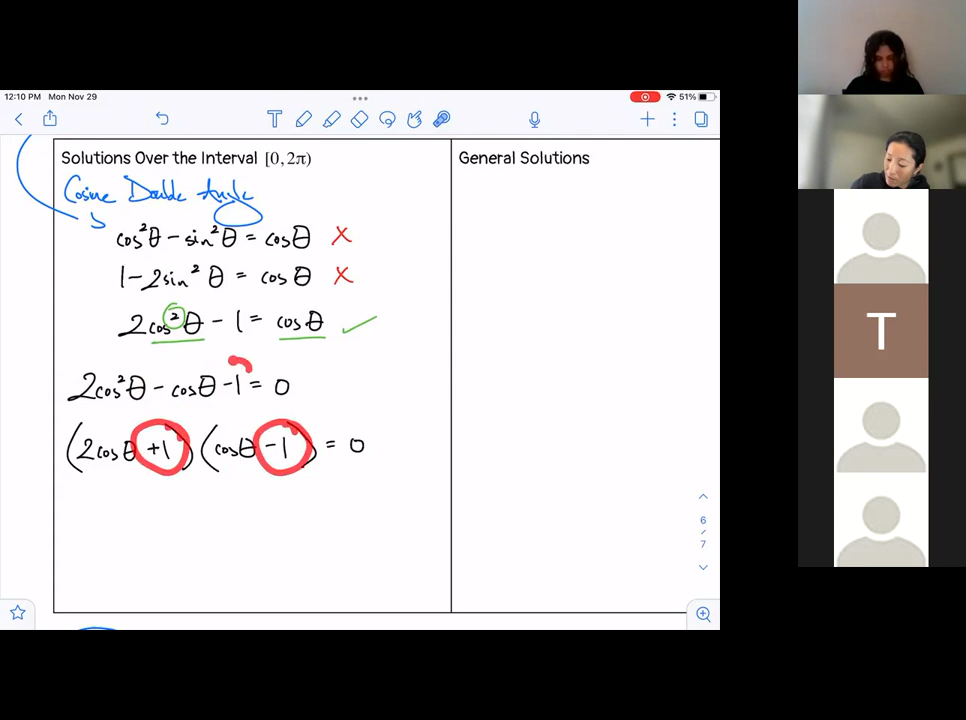 12:10 PM Mon Nov 29
51%
T
Solutions Over the Interval [0, 2π)
General Solutions
Cosine Double Angle
cos²θ - sin²θ = cosθ ×
1 - 2sin²θ = cosθ ×
2cos²θ - 1 = cosθ ✓
2cos²θ - cosθ - 1 = 0
(2cosθ + 1)(cosθ - 1) = 0
6
7
T